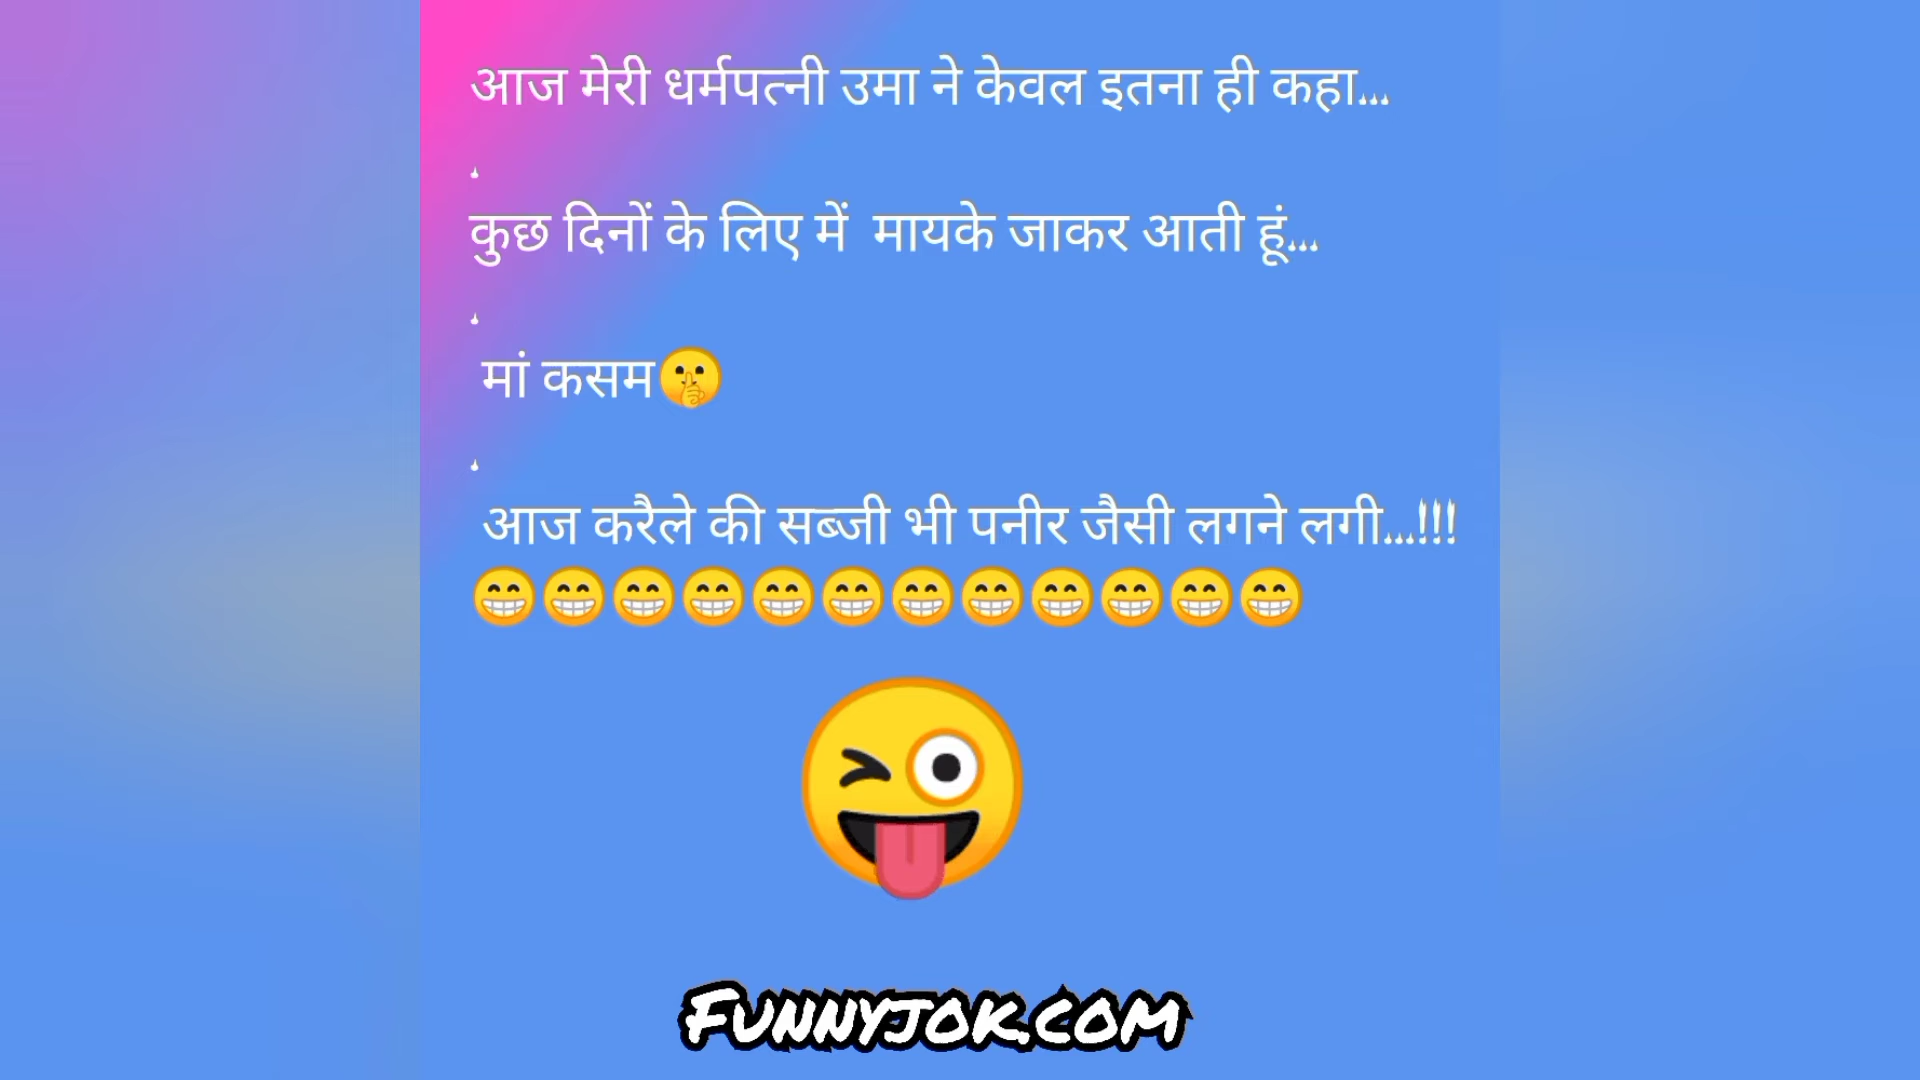 आज मेरी धर्मपत्नी उमा ने केवल इतना ही कहा...
.
कुछ दिनों के लिए में  मायके जाकर आती हूं...
.
मां कसम🤫
.
आज करैले की सब्जी भी पनीर जैसी लगने लगी...!!!
😁😁😁😁😁😁😁😁😁😁😁😁
😜
Funnyjok.com